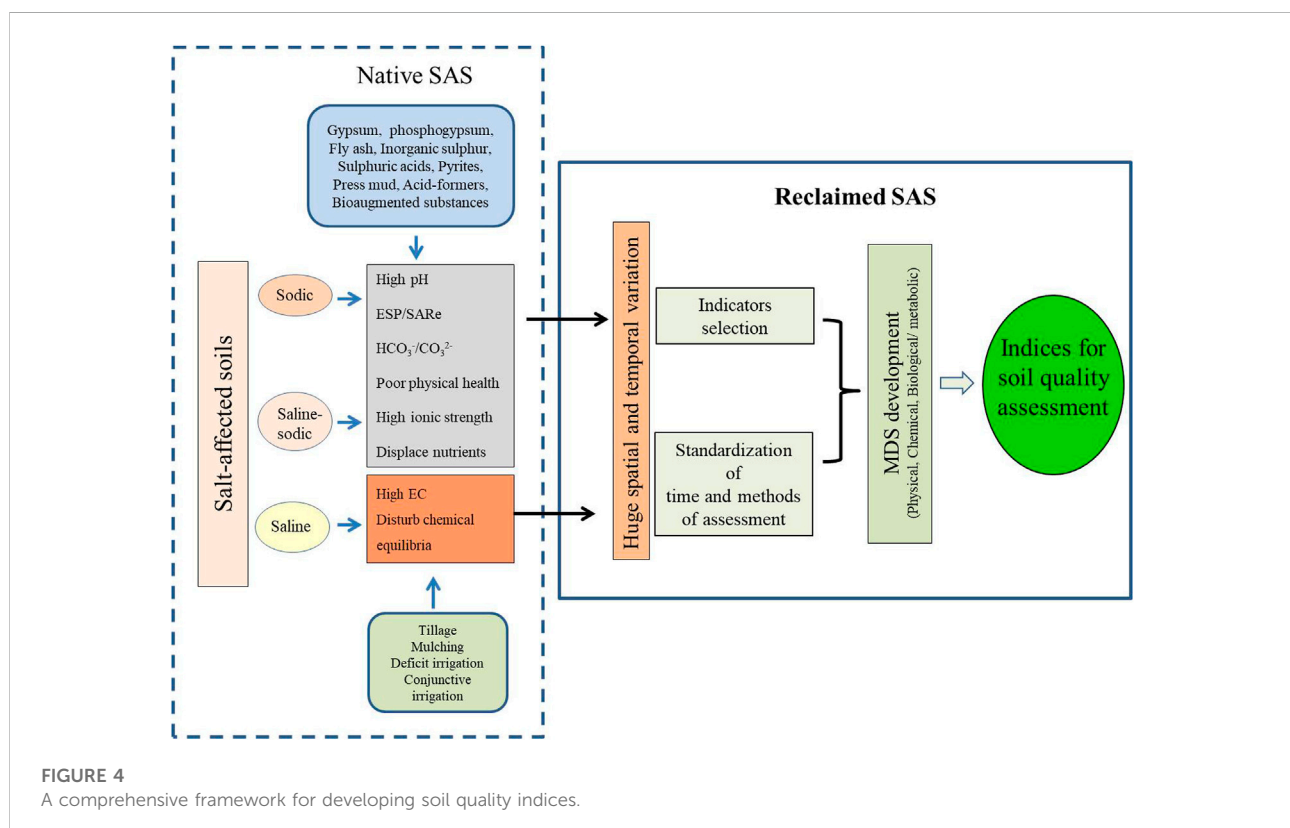 Native SAS
Gypsum, phosphogypsum,
Fly ash, Inorganic sulphur,
Sulphuric acids, Pyrites,
Press mud, Acid-formers,
Bioaugmented substances
Salt-affected soils
Sodic
Saline-
sodic
Saline
High pH
ESP/SARe
HCO₃⁻/CO₃²⁻
Poor physical health
High ionic strength
Displace nutrients
High EC
Disturb chemical
equilibria
Tillage
Mulching
Deficit irrigation
Conjunctive
irrigation
Reclaimed SAS
Huge spatial and temporal variation
Indicators
selection
Standardization
of
time and methods
of assessment
MDS development
(Physical, Chemical, Biological/ metabolic)
Indices for
soil quality
assessment
FIGURE 4
A comprehensive framework for developing soil quality indices.